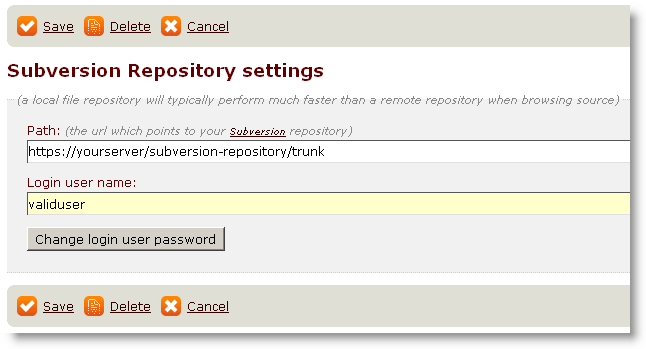 Save Delete Cancel
Subversion Repository settings
(a local file repository will typically perform much faster than a remote repository when browsing source)
Path: (the url which points to your Subversion repository)
https://yourserver/subversion-repository/trunk
Login user name:
validuser
Change login user password
Save Delete Cancel